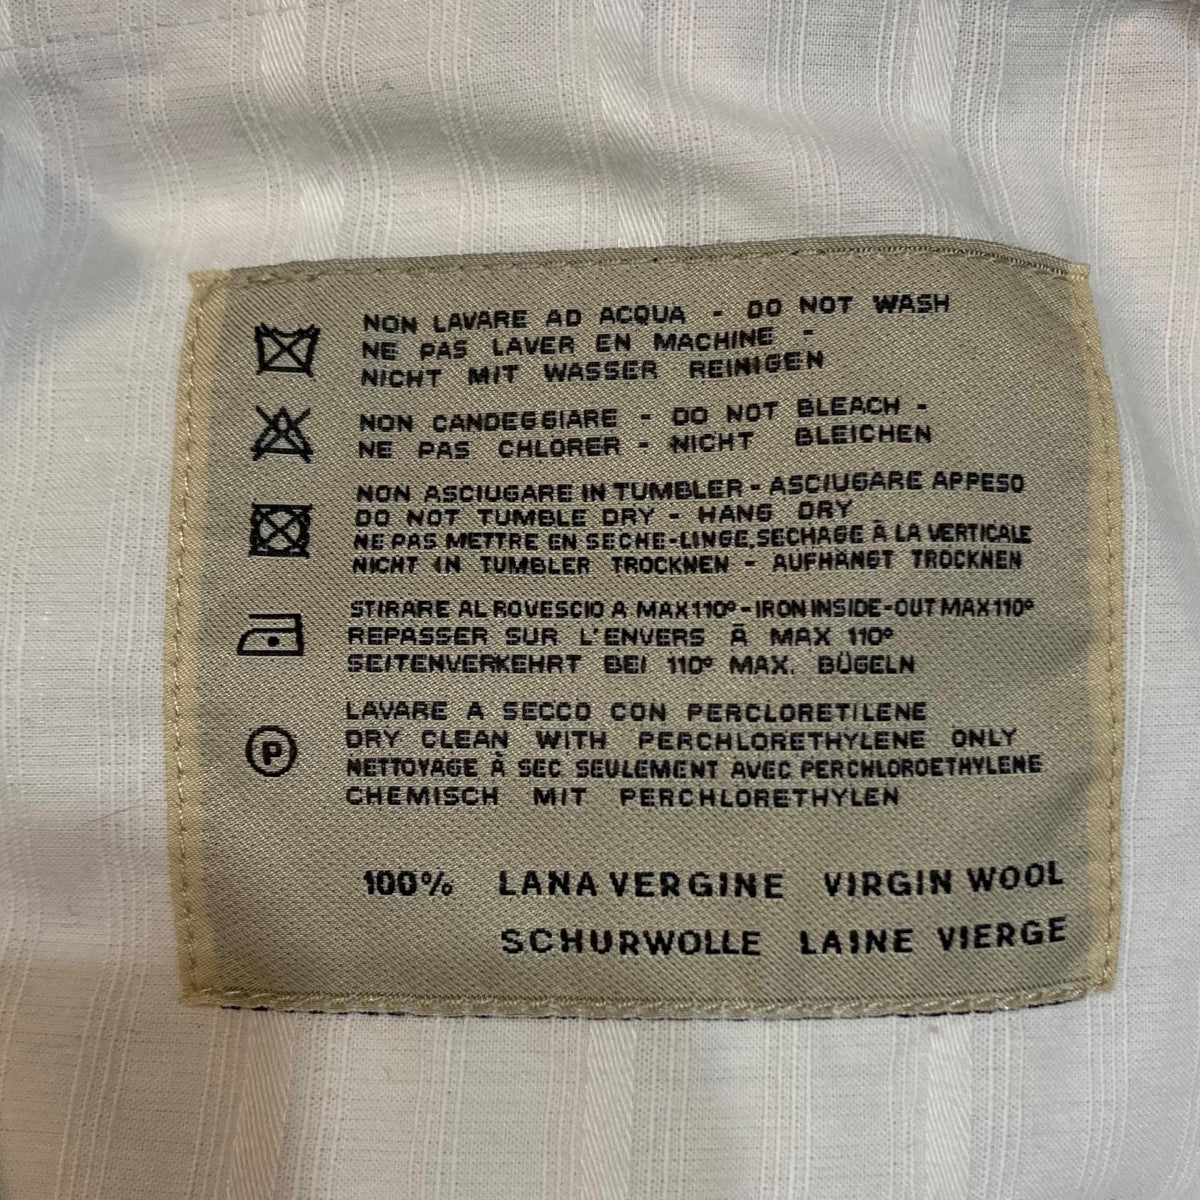 NON LAVARE AD ACQUA - DO NOT WASH
NE PAS LAVER EN MACHINE -
NICHT MIT WASSER REINIGEN
NON CANDEGGIARE - DO NOT BLEACH -
NE PAS CHLORER - NICHT BLEICHEN
NON ASCIUGARE IN TUMBLER - ASCIUGARE APPESO
DO NOT TUMBLE DRY - HANG DRY
NE PAS METTRE EN SECHE-LINGE, SECHAGE À LA VERTICALE
NICHT IN TUMBLER TROCKNEN - AUFHÄNGT TROCKNEN
STIRARE AL ROVESCIO A MAX 110° - IRON INSIDE-OUT MAX 110°
REPASSER SUR L'ENVERS À MAX 110°
SEITENVERKEHRT BEI 110° MAX. BÜGELN
LAVARE A SECCO CON PERCLORETILENE
P DRY CLEAN WITH PERCHLORETHYLENE ONLY
NETTOYAGE À SEC SEULEMENT AVEC PERCHLOROETHYLENE
CHEMISCH MIT PERCHLORETHYLEN
100% LANA VERGINE VIRGIN WOOL
SCHURWOLLE LAINE VIERGE